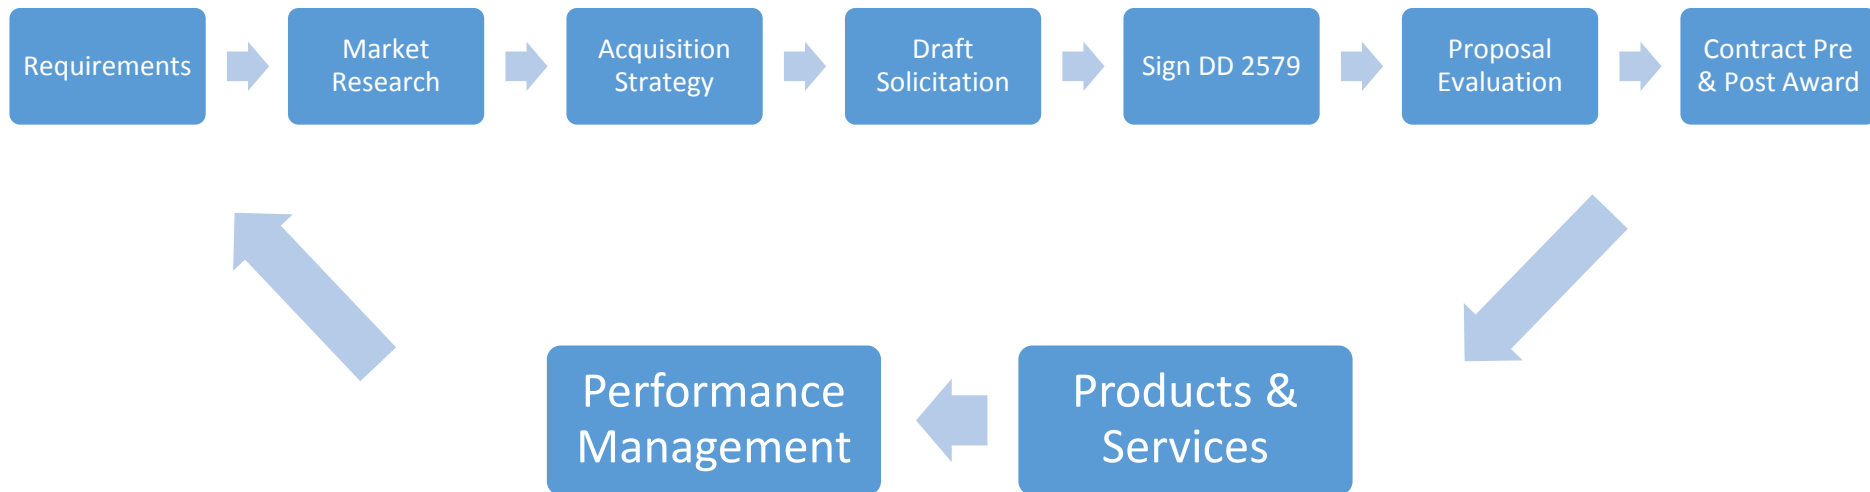 Requirements
Market
Research
Acquisition
Strategy
Draft
Solicitation
Sign DD 2579
Proposal
Evaluation
Contract Pre
& Post Award
Performance
Management
Products &
Services